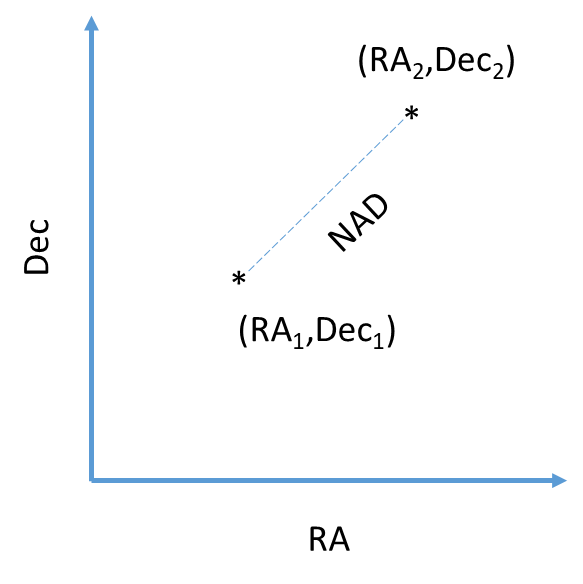 (RA₂,Dec₂)
*
NAD
Dec
*
(RA₁,Dec₁)
RA